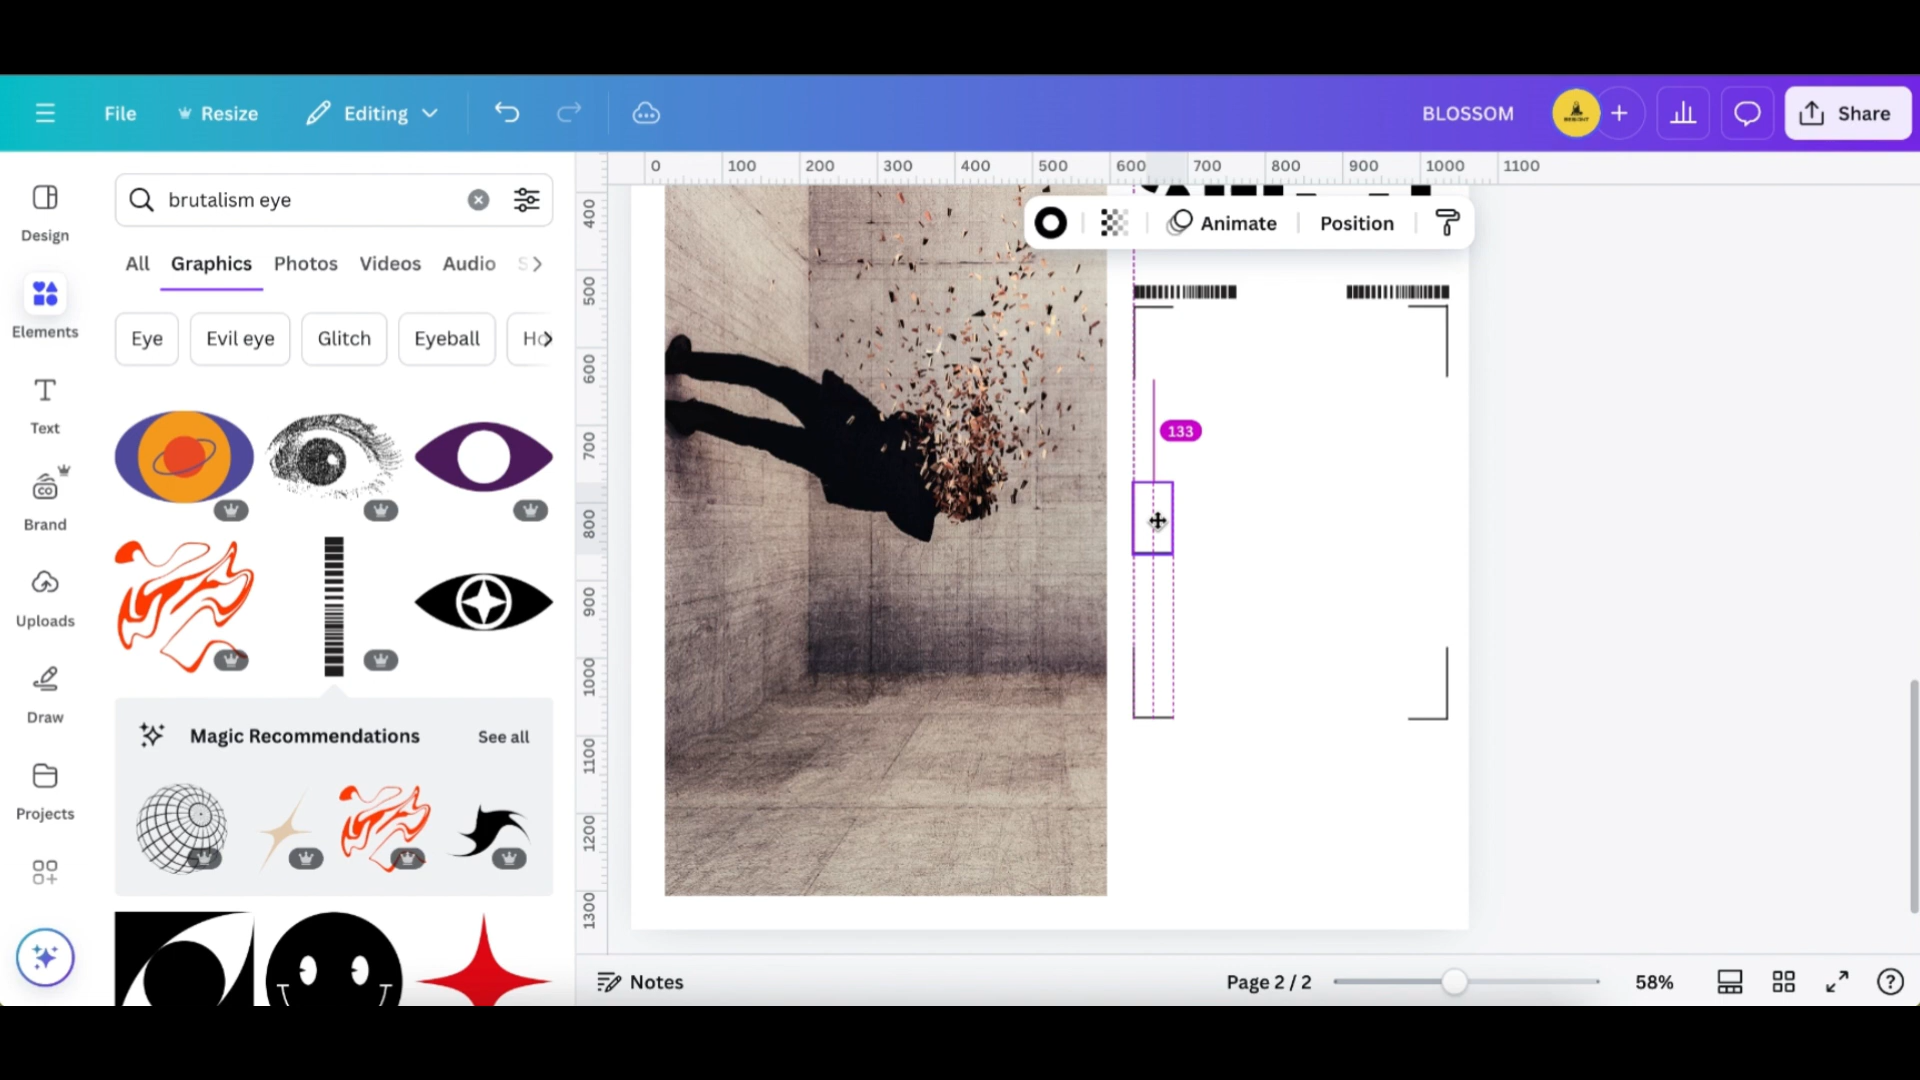 File
Resize
Editing
BLOSSOM
Share
0 100 200 300 400 500 600 700 800 900 1000 1100
Design
Elements
Text
Brand
Uploads
Draw
Projects
brutalism eye
All Graphics Photos Videos Audio S
Eye Evil eye Glitch Eyeball Ho
Magic Recommendations See all
CO
400
500
600
700
800
900
1000
1100
1200
1300
Animate Position
133
Notes
Page 2 / 2
58%
?